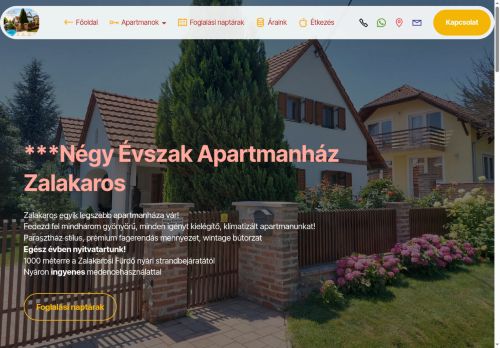 Főoldal
Apartmanok
Foglalási naptárak
Áraink
Étkezés
Kapcsolat
***Négy Évszak Apartmanház
Zalakaros
Zalakaros egyik legszebb apartmanháza vár!
Fedezd fel mindhárom gyönyörű, minden igényt kielégítő, klimatizált apartmanunkat!
Parasztház stílus, prémium fagerendás mennyezet, wintage bútorzat
Egész évben nyitvatartunk!
1000 méterre a Zalakarosi Fürdő nyári strandbejáratától
Nyáron ingyenes medencehasználattal
Foglalási naptárak